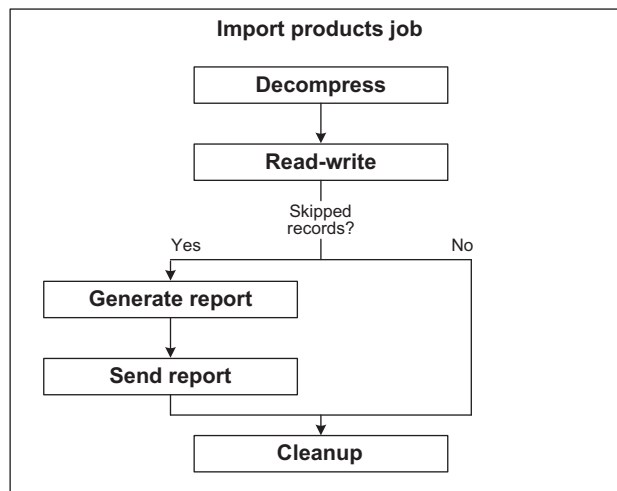 Import products job
Decompress
Read-write
Skipped
records?
Yes
No
Generate report
Send report
Cleanup